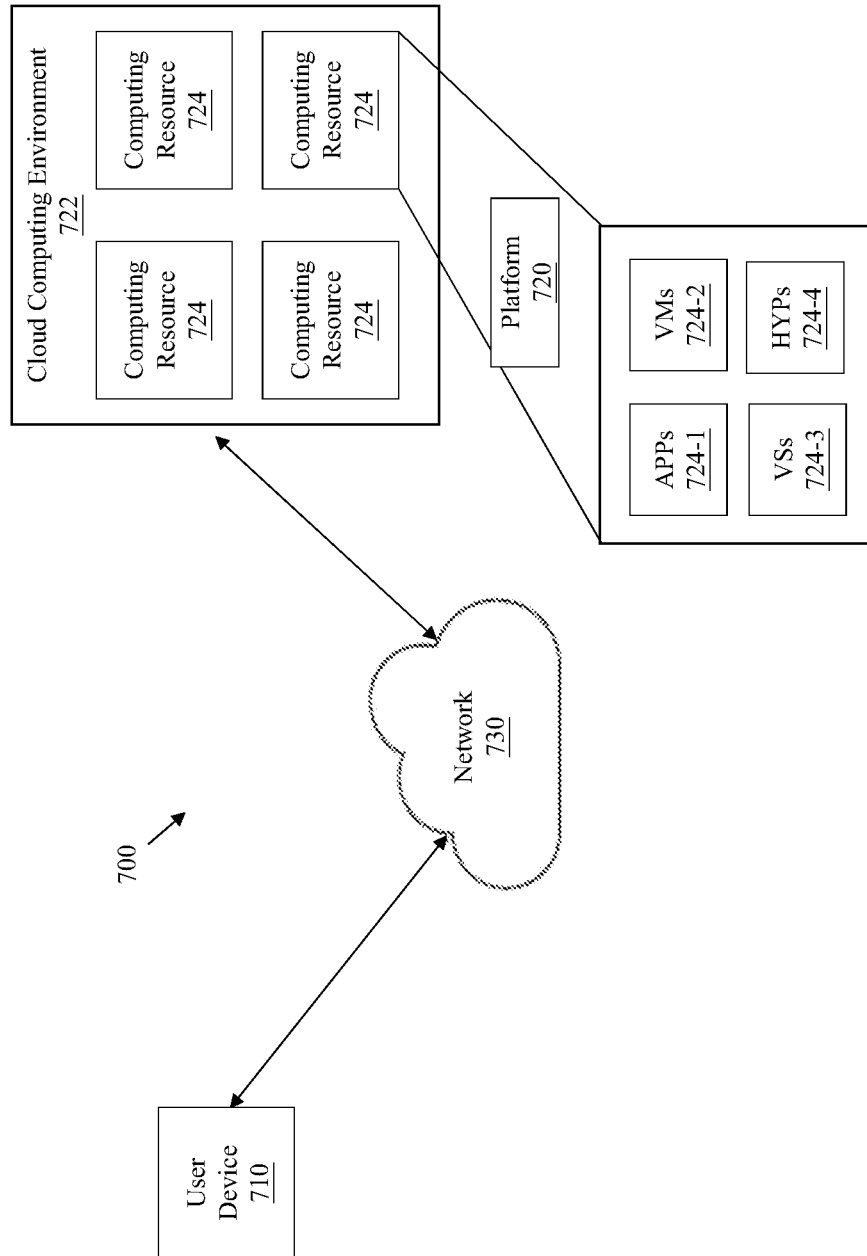 700
User
Device
710
Network
730
Cloud Computing Environment
722
Computing
Resource
724
Computing
Resource
724
Computing
Resource
724
Computing
Resource
724
Platform
720
APPs
724-1
VMs
724-2
VSs
724-3
HYPs
724-4